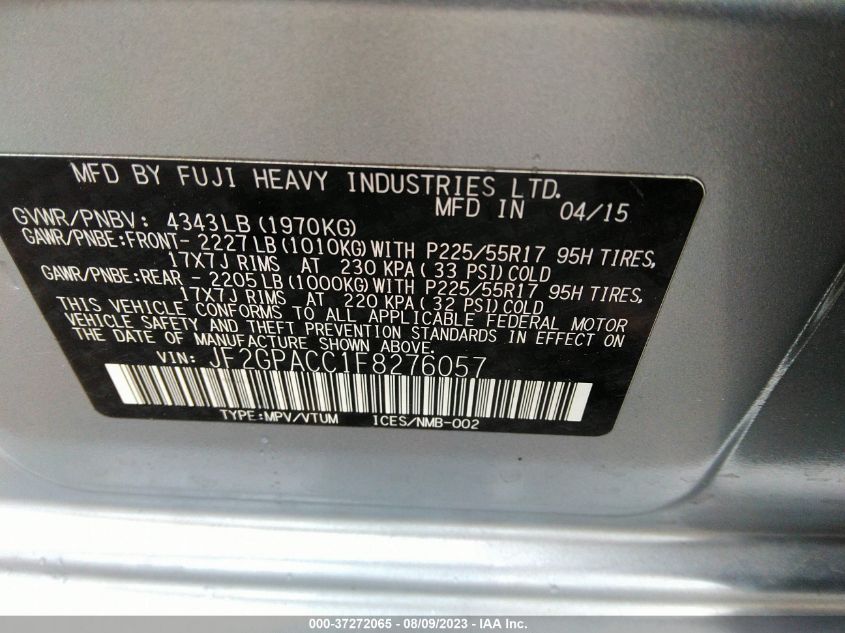 MFD BY FUJI HEAVY INDUSTRIES LTD.
MFD IN 04/15
GVWR/PNBV: 4343LB (1970KG)
GAWR/PNBE:FRONT- 2227 LB (1010KG) WITH P225/55R17 95H TIRES,
17X7J RIMS AT 230 KPA ( 33 PSI) COLD
GAWR/PNBE:REAR - 2205 LB (1000KG) WITH P225/55R17 95H TIRES,
17X7J RIMS AT 220 KPA ( 32 PSI) COLD
THIS VEHICLE CONFORMS TO ALL APPLICABLE FEDERAL MOTOR
VEHICLE SAFETY AND THEFT PREVENTION STANDARDS IN EFFECT ON
THE DATE OF MANUFACTURE SHOWN ABOVE.
VIN: JF2GPACC1F8276057
TYPE:MPV/VTUM ICES/NMB-002
000-37272065 - 08/09/2023 - IAA Inc.